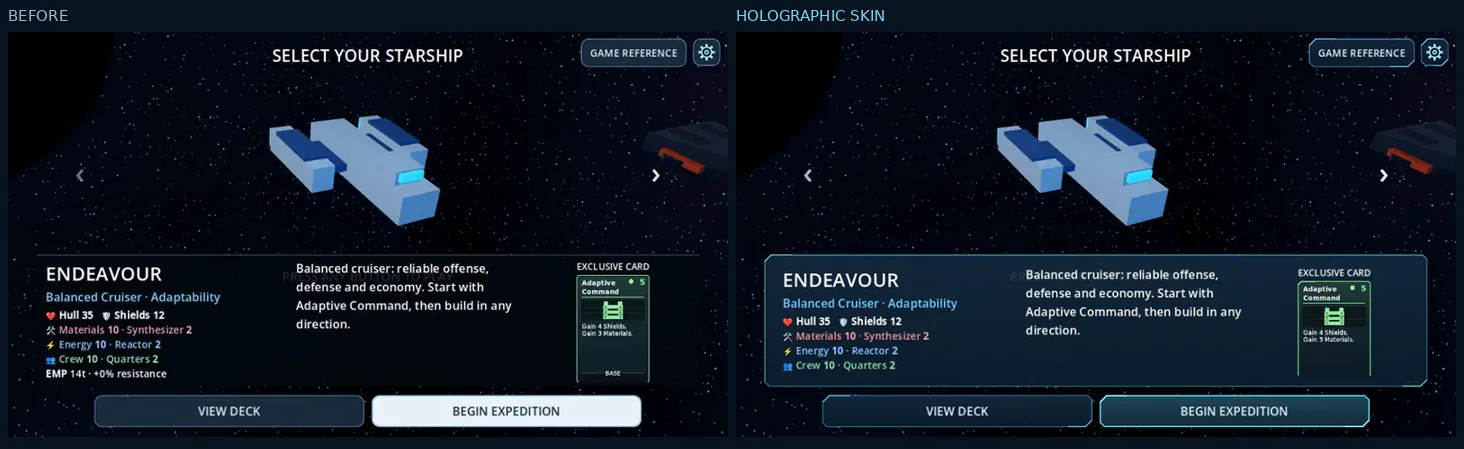 BEFORE
SELECT YOUR STARSHIP
GAME REFERENCE
PRESS ANY BUTTON TO PLAY
ENDEAVOUR
Balanced Cruiser · Adaptability
❤️ Hull 35 🛡️ Shields 12
🛠️ Materials 10 · Synthesizer 2
⚡ Energy 10 · Reactor 2
👥 Crew 10 · Quarters 2
EMP 14t · +0% resistance
Balanced cruiser: reliable offense,
defense and economy. Start with
Adaptive Command, then build in any
direction.
EXCLUSIVE CARD
Adaptive
Command
5
Gain 4 Shields.
Gain 3 Materials.
BASE
VIEW DECK
BEGIN EXPEDITION
HOLOGRAPHIC SKIN
SELECT YOUR STARSHIP
GAME REFERENCE
ENDEAVOUR
Balanced Cruiser · Adaptability
❤️ Hull 35 🛡️ Shields 12
🛠️ Materials 10 · Synthesizer 2
⚡ Energy 10 · Reactor 2
👥 Crew 10 · Quarters 2
Balanced cruiser: reliable offense,
defense and economy. Start with
Adaptive Command, then build in any
direction.
EXCLUSIVE CARD
Adaptive
Command
5
Gain 4 Shields.
Gain 3 Materials.
VIEW DECK
BEGIN EXPEDITION